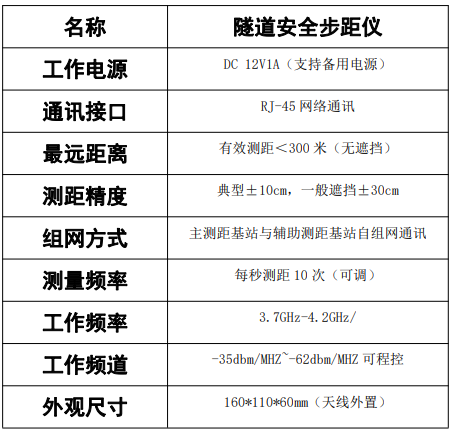 名称 隧道安全步距仪
工作电源 DC 12V1A（支持备用电源）
通讯接口 RJ-45 网络通讯
最远距离 有效测距＜300 米（无遮挡）
测距精度 典型±10cm，一般遮挡±30cm
组网方式 主测距基站与辅助测距基站自组网通讯
测量频率 每秒测距 10 次（可调）
工作频率 3.7GHz-4.2GHz/
工作频道 -35dbm/MHZ~-62dbm/MHZ 可程控
外观尺寸 160*110*60mm（天线外置）